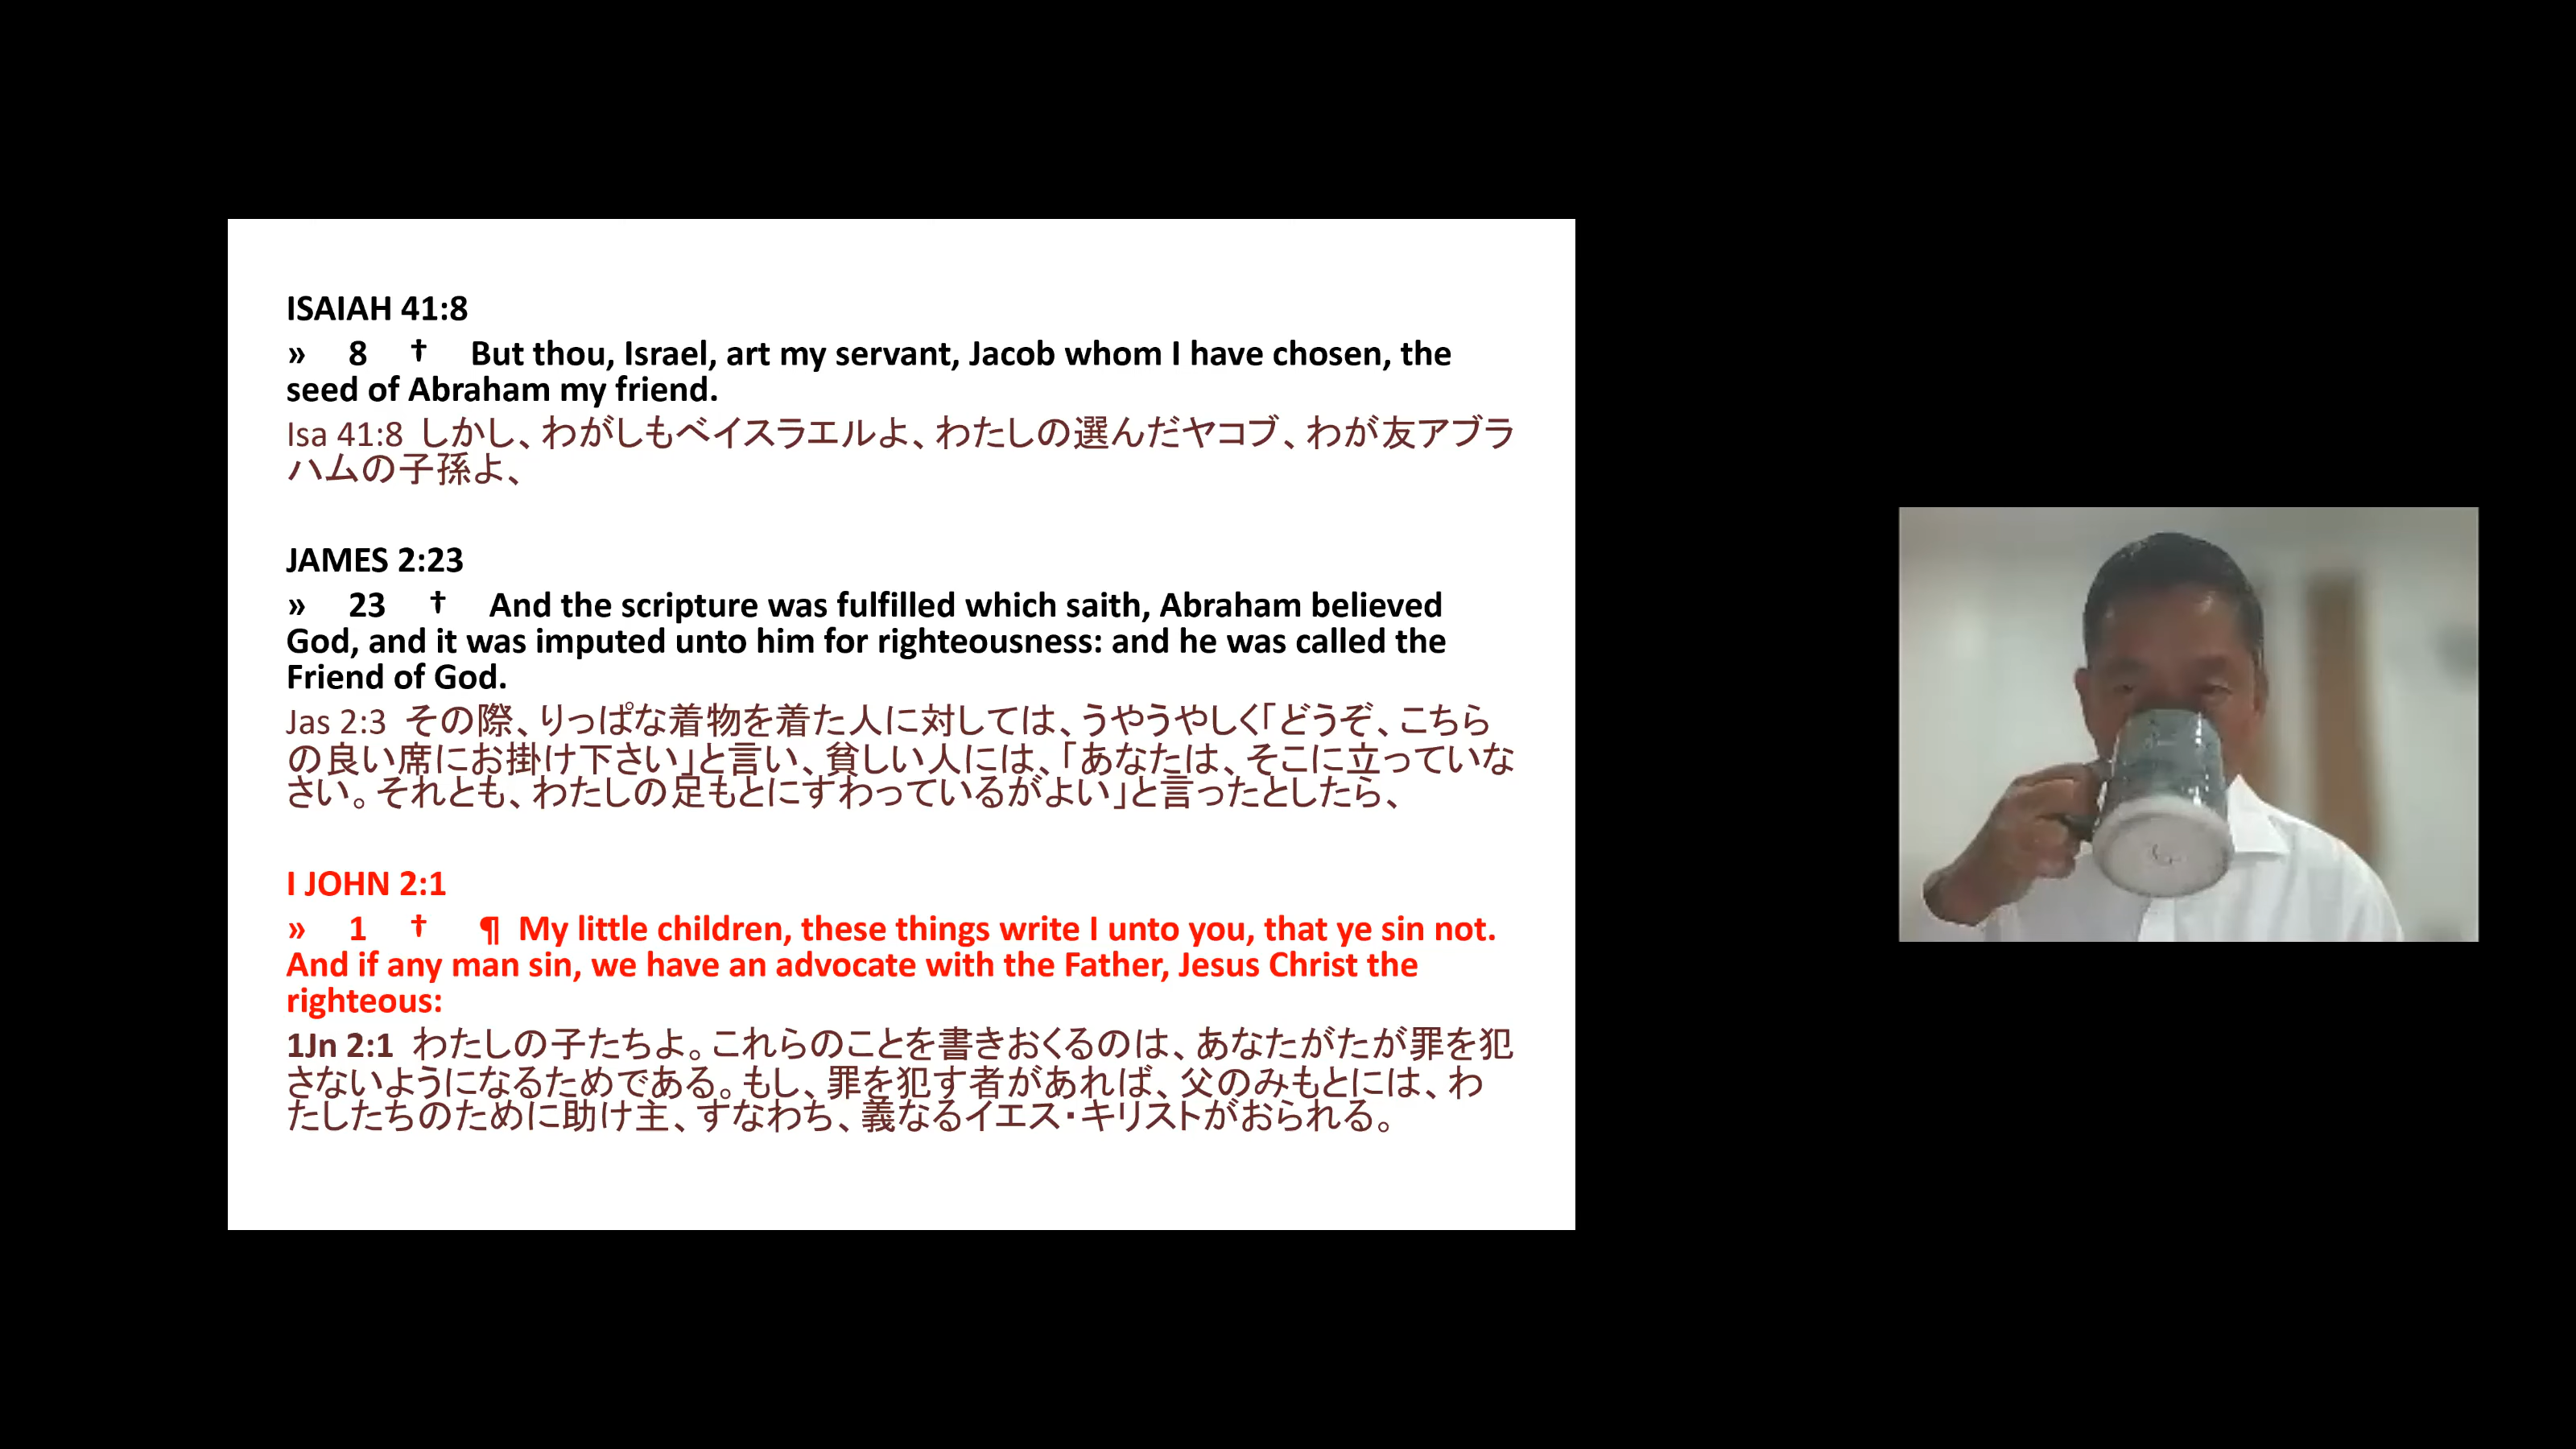 ISAIAH 41:8
» 8 † But thou, Israel, art my servant, Jacob whom I have chosen, the
seed of Abraham my friend.
Isa 41:8 しかし、わがしもべイスラエルよ、わたしの選んだヤコブ、わが友アブラ
ハムの子孫よ、
JAMES 2:23
» 23 † And the scripture was fulfilled which saith, Abraham believed
God, and it was imputed unto him for righteousness: and he was called the
Friend of God.
Jas 2:3 その際、りっぱな着物を着た人に対しては、うやうやしく「どうぞ、こちら
の良い席にお掛け下さい」と言い、貧しい人には、「あなたは、そこに立っていな
さい。それとも、わたしの足もとにすわっているがよい」と言ったとしたら、
I JOHN 2:1
» 1 † ¶ My little children, these things write I unto you, that ye sin not.
And if any man sin, we have an advocate with the Father, Jesus Christ the
righteous:
1Jn 2:1 わたしの子たちよ。これらのことを書きおくるのは、あなたがたが罪を犯
さないようになるためである。もし、罪を犯す者があれば、父のみもとには、わ
たしたちのために助け主、すなわち、義なるイエス・キリストがおられる。